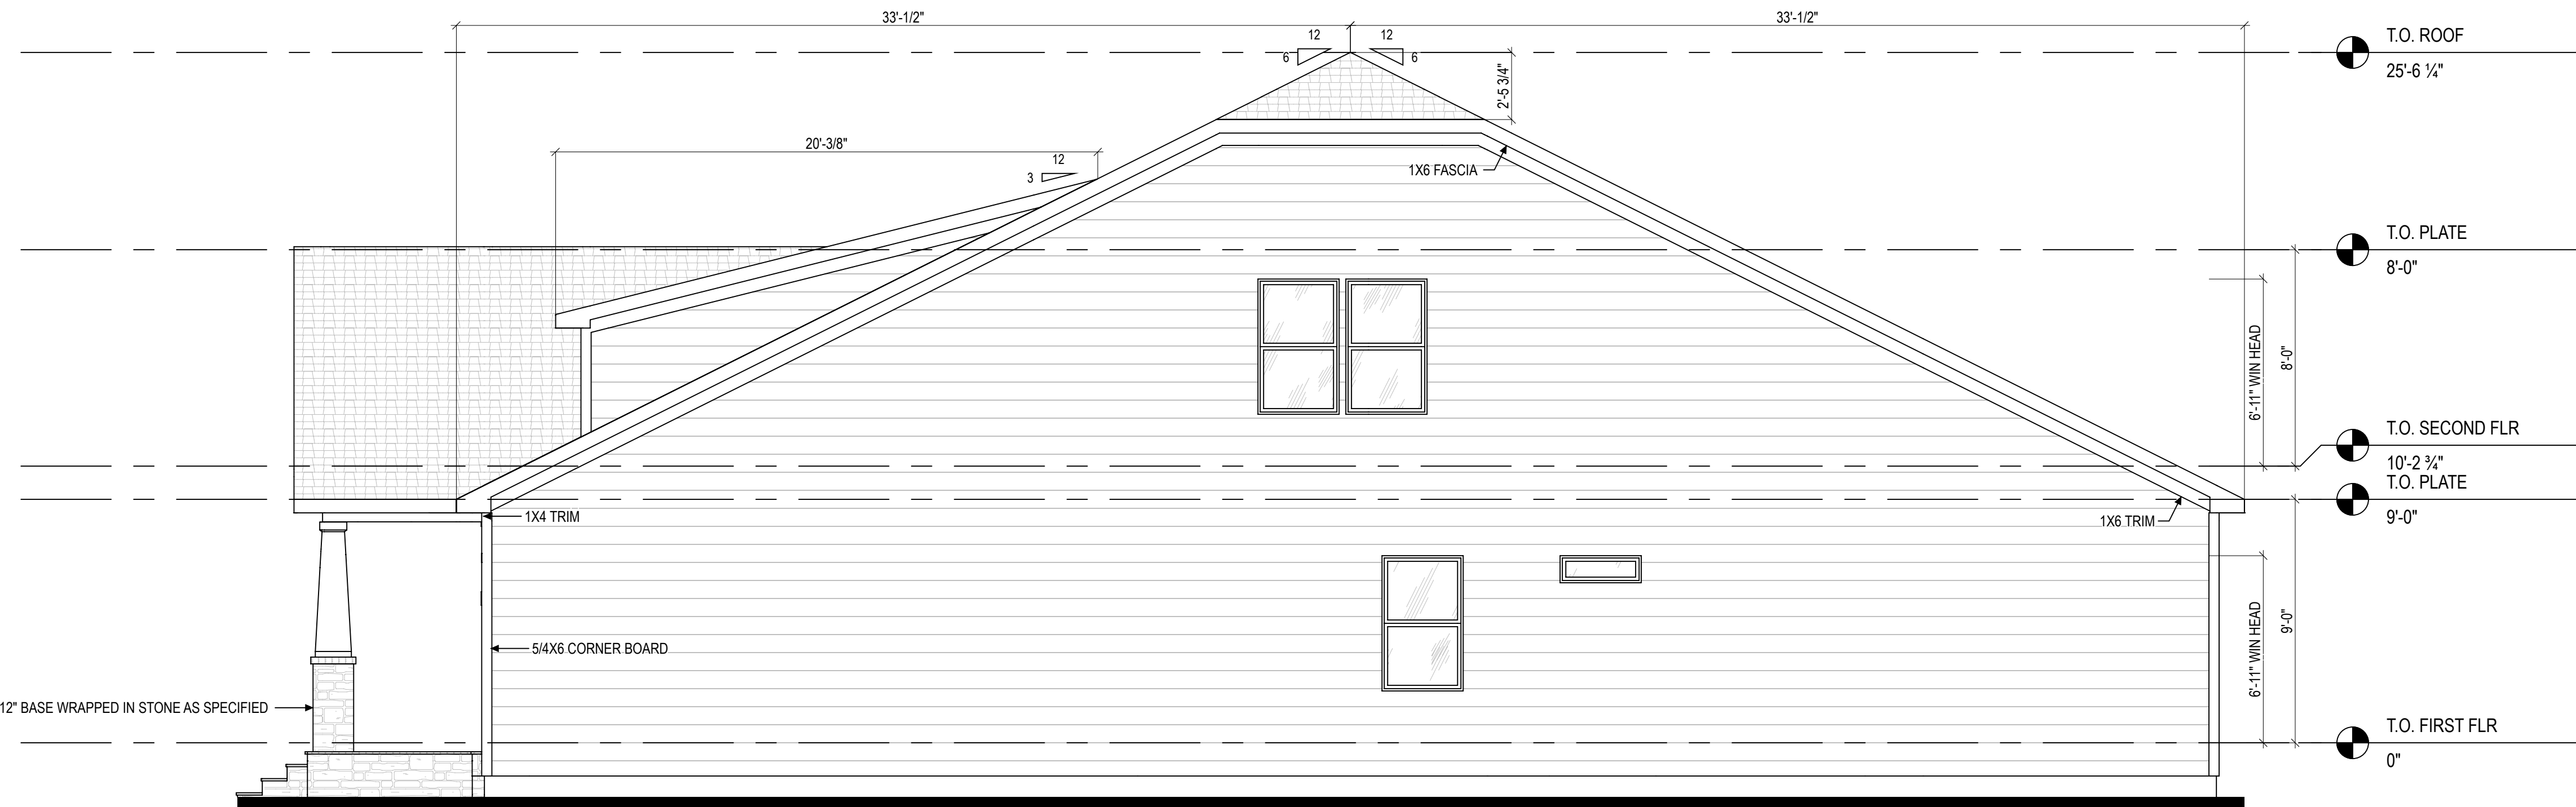 33'-1/2"
33'-1/2"
12
6
12
6
2'-5 3/4"
T.O. ROOF
25'-6 ¼"
20'-3/8"
12
3
1X6 FASCIA
T.O. PLATE
8'-0"
6'-11" WIN HEAD
8'-0"
T.O. SECOND FLR
10'-2 ¾"
T.O. PLATE
9'-0"
1X4 TRIM
1X6 TRIM
5/4X6 CORNER BOARD
6'-11" WIN HEAD
9'-0"
12" BASE WRAPPED IN STONE AS SPECIFIED
T.O. FIRST FLR
0"